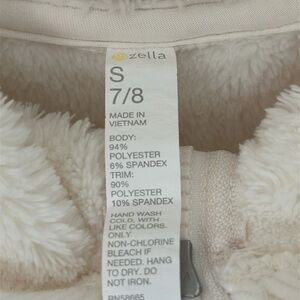 zella
S
7/8
MADE IN
VIETNAM
BODY:
94%
POLYESTER
6% SPANDEX
TRIM:
90%
POLYESTER
10% SPANDEX
HAND WASH
COLD, WITH
LIKE COLORS.
ONLY
NON-CHLORINE
BLEACH IF
NEEDED. HANG
TO DRY. DO
NOT IRON.
RN58665